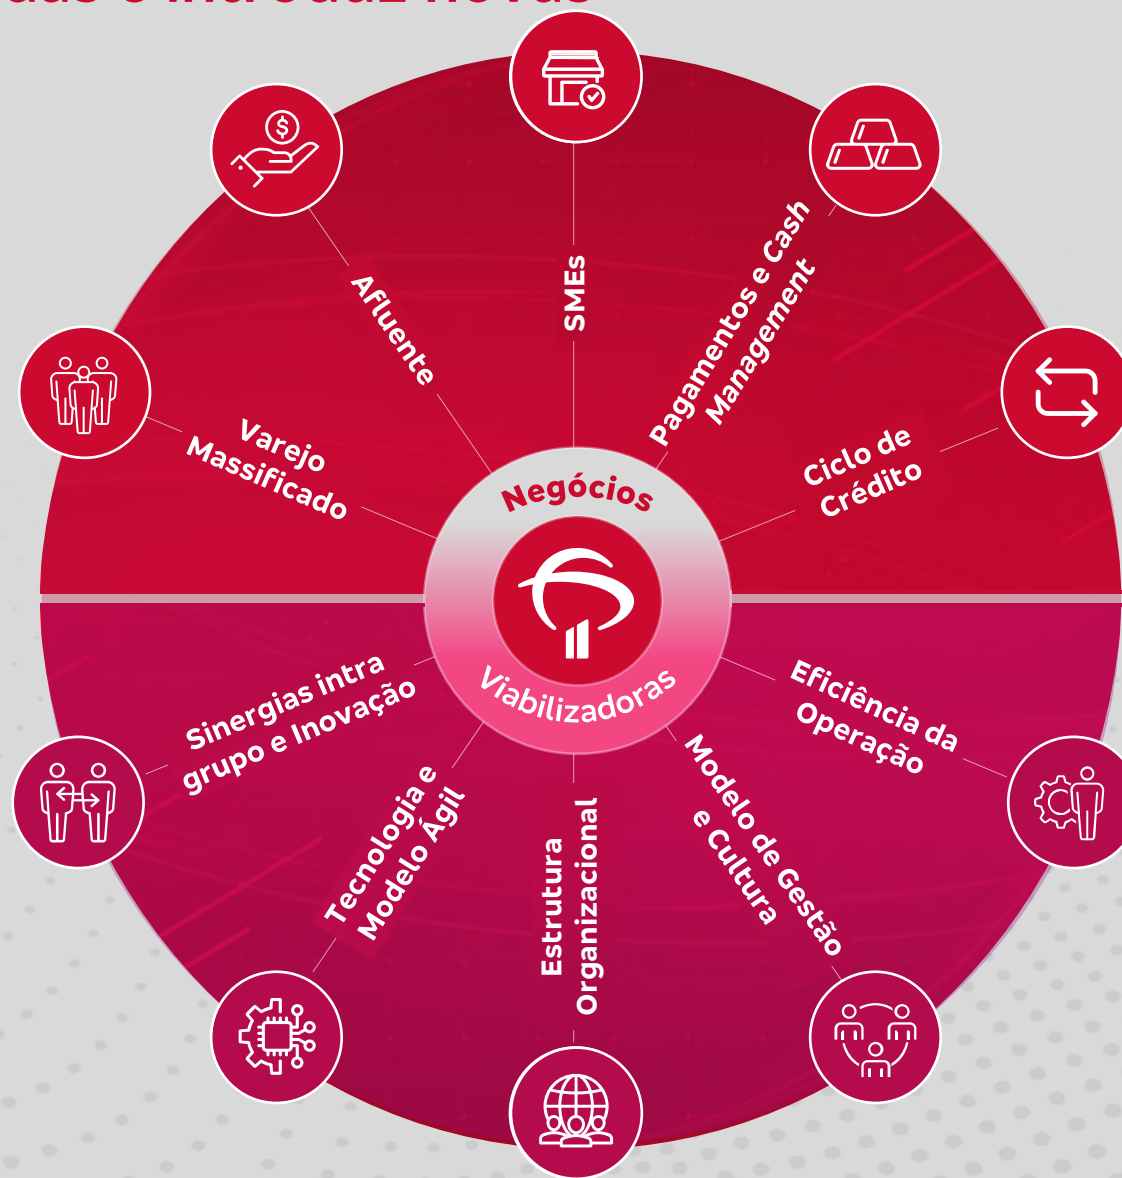 SMEs
Afluente
Pagamentos e Cash
Management
Varejo
Massificado
Ciclo de
Crédito
Negócios
Viabilizadoras
Sinergias intra
grupo e Inovação
Eficiência da
Operação
Tecnologia e
Modelo Ágil
Modelo de Gestão
e Cultura
Estrutura
Organizacional